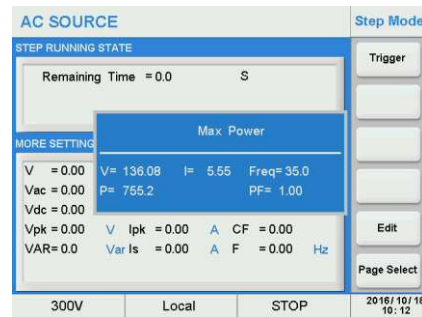 AC SOURCE
Step Mode
STEP RUNNING STATE
Remaining Time = 0.0 S
Trigger
Max Power
MORE SETTING
V = 0.00 V= 136.08 I= 5.55 Freq= 35.0
Vac = 0.00 P= 755.2 PF= 1.00
Vdc = 0.00
Vpk = 0.00 V Ipk = 0.00 A CF = 0.00
VAR= 0.0 Var Is = 0.00 A F = 0.00 Hz
Edit
Page Select
300V Local STOP 2016/10/18
10:12